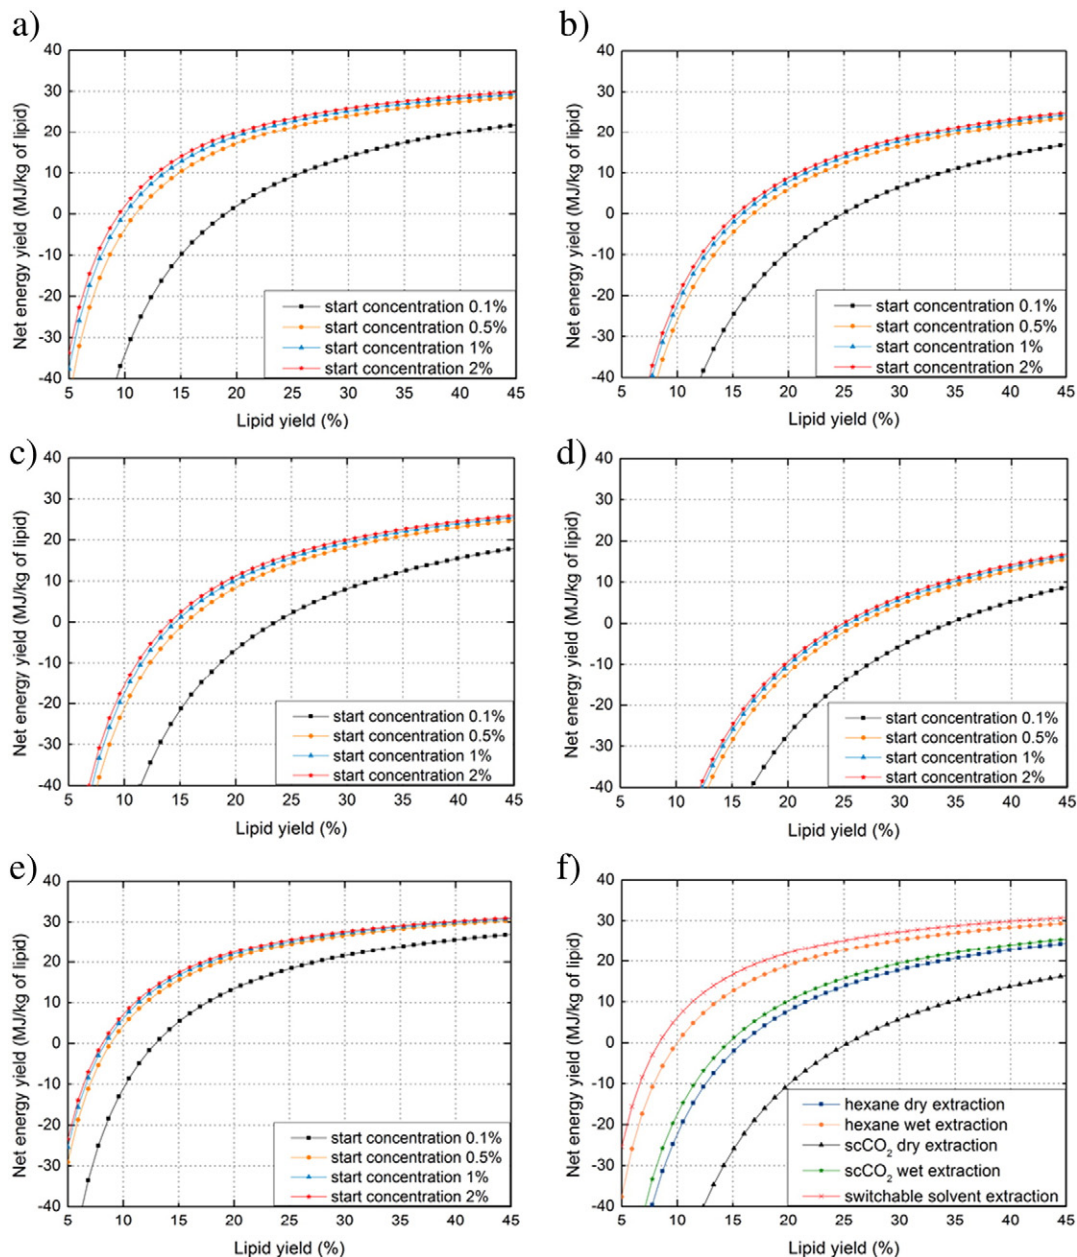 a)
Net energy yield (MJ/kg of lipid)
40
30
20
10
0
-10
-20
-30
-40
start concentration 0.1%
start concentration 0.5%
start concentration 1%
start concentration 2%
5 10 15 20 25 30 35 40 45
Lipid yield (%)
b)
Net energy yield (MJ/kg of lipid)
40
30
20
10
0
-10
-20
-30
-40
start concentration 0.1%
start concentration 0.5%
start concentration 1%
start concentration 2%
5 10 15 20 25 30 35 40 45
Lipid yield (%)
c)
Net energy yield (MJ/kg of lipid)
40
30
20
10
0
-10
-20
-30
-40
start concentration 0.1%
start concentration 0.5%
start concentration 1%
start concentration 2%
5 10 15 20 25 30 35 40 45
Lipid yield (%)
d)
Net energy yield (MJ/kg of lipid)
40
30
20
10
0
-10
-20
-30
-40
start concentration 0.1%
start concentration 0.5%
start concentration 1%
start concentration 2%
5 10 15 20 25 30 35 40 45
Lipid yield (%)
e)
Net energy yield (MJ/kg of lipid)
40
30
20
10
0
-10
-20
-30
-40
start concentration 0.1%
start concentration 0.5%
start concentration 1%
start concentration 2%
5 10 15 20 25 30 35 40 45
Lipid yield (%)
f)
Net energy yield (MJ/kg of lipid)
40
30
20
10
0
-10
-20
-30
-40
hexane dry extraction
hexane wet extraction
scCO₂ dry extraction
scCO₂ wet extraction
switchable solvent extraction
5 10 15 20 25 30 35 40 45
Lipid yield (%)